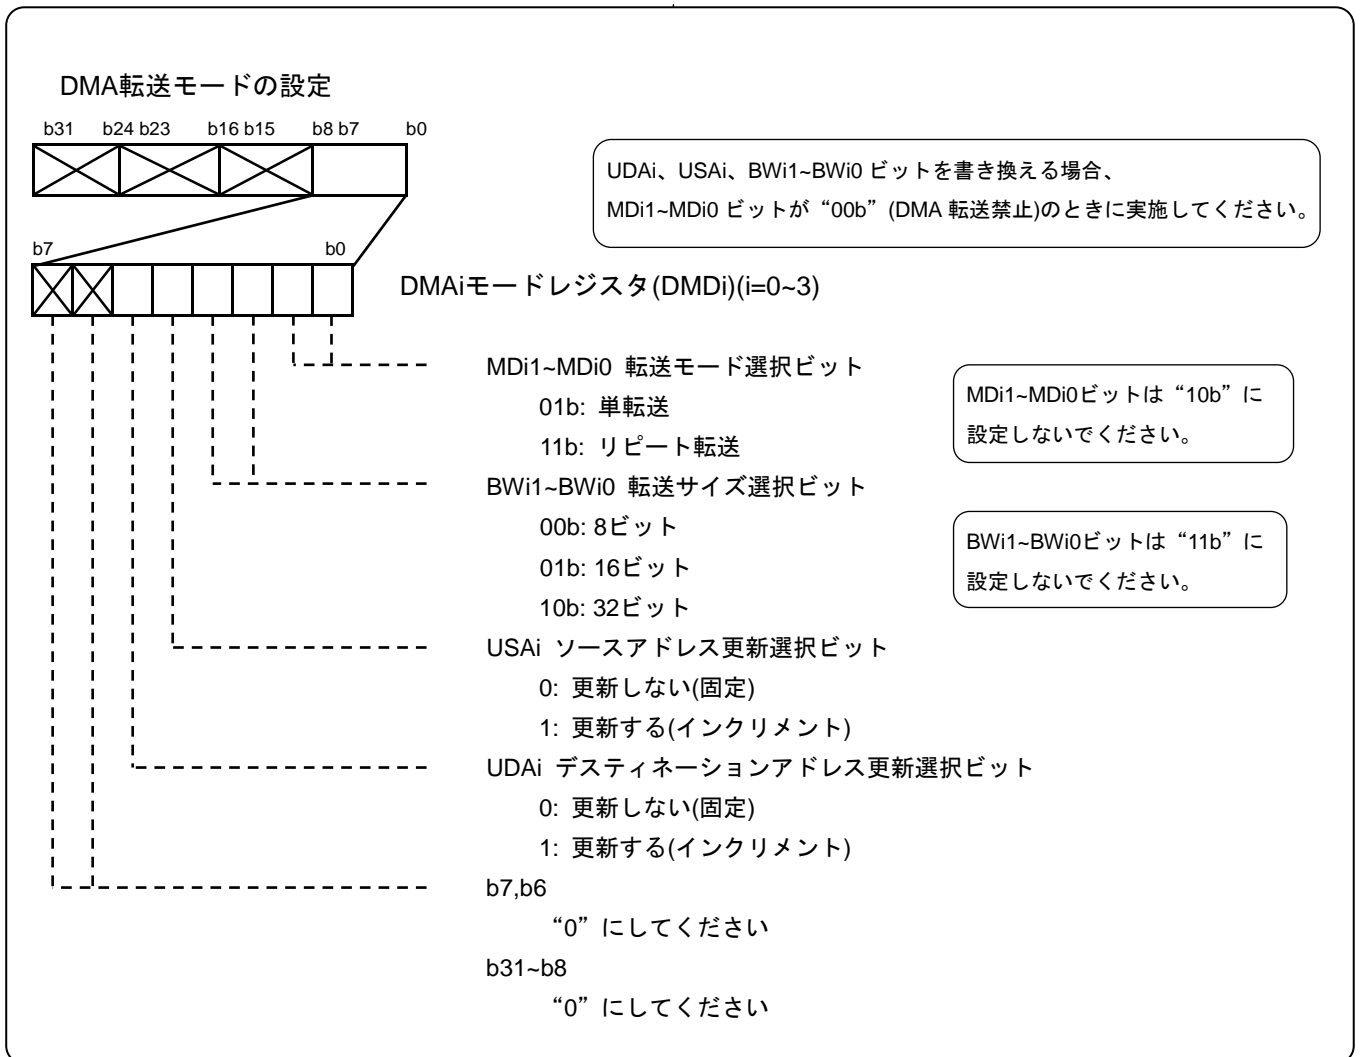 DMA転送モードの設定
b31 b24 b23 b16 b15 b8 b7 b0
UDAi、USAi、BWi1~BWi0 ビットを書き換える場合、
MDi1~MDi0 ビットが“00b”(DMA 転送禁止)のときに実施してください。
b7 b0
DMAiモードレジスタ(DMDi)(i=0~3)
MDi1~MDi0 転送モード選択ビット
01b: 単転送
11b: リピート転送
MDi1~MDi0ビットは“10b”に
設定しないでください。
BWi1~BWi0 転送サイズ選択ビット
00b: 8ビット
01b: 16ビット
10b: 32ビット
BWi1~BWi0ビットは“11b”に
設定しないでください。
USAi ソースアドレス更新選択ビット
0: 更新しない(固定)
1: 更新する(インクリメント)
UDAi デスティネーションアドレス更新選択ビット
0: 更新しない(固定)
1: 更新する(インクリメント)
b7,b6
“0”にしてください
b31~b8
“0”にしてください